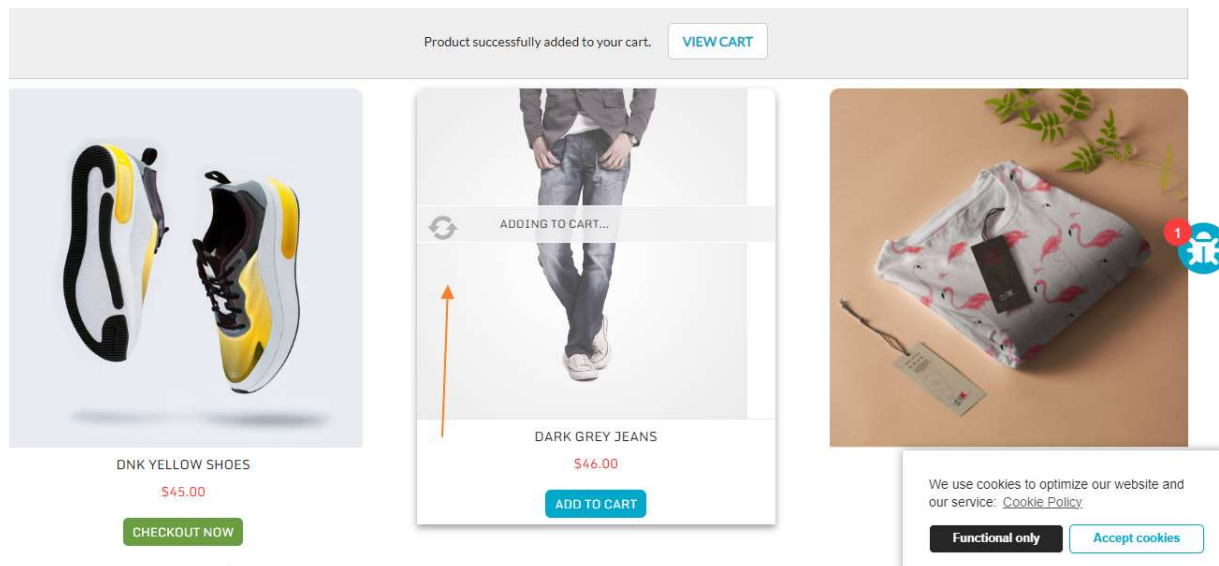 Product successfully added to your cart. VIEW CART
ADDING TO CART...
1
DNK YELLOW SHOES
$45.00
CHECKOUT NOW
DARK GREY JEANS
$46.00
ADD TO CART
We use cookies to optimize our website and
our service: Cookie Policy
Functional only Accept cookies